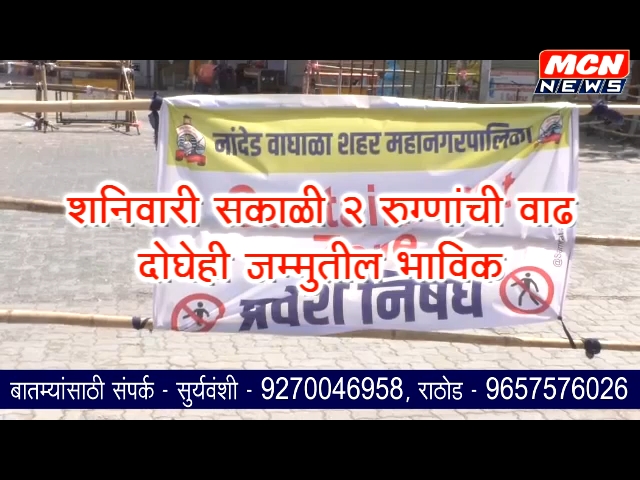 MCN
NEWS
नांदेड वाघाळा शहर महानगरपालिका
शनिवारी सकाळी २ रुग्णांची वाढ
दोघेही जम्मुतील भाविक
प्रवेश निषेध
बातम्यांसाठी संपर्क - सुर्यवंशी - 9270046958, राठोड - 9657576026